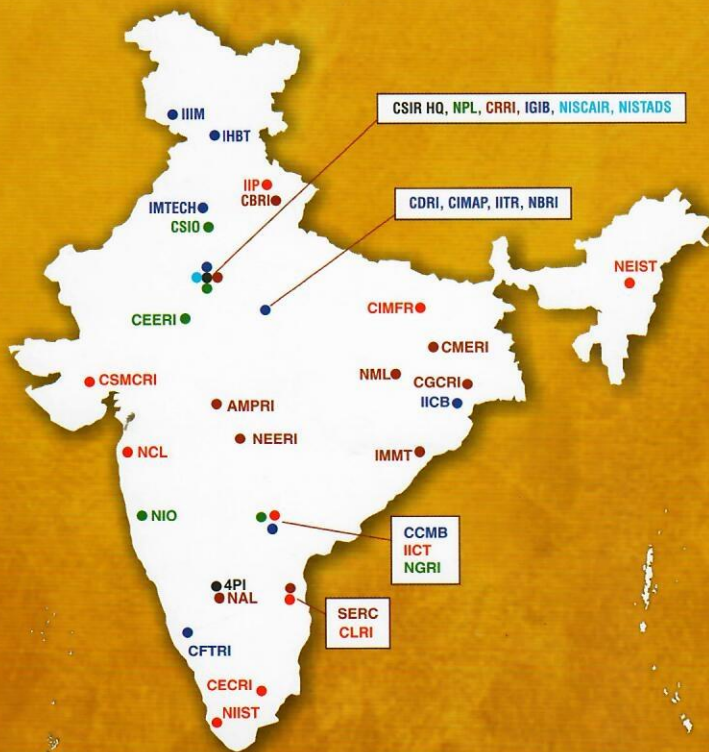 IIIM
CSIR HQ, NPL, CRRI, IGIB, NISCAIR, NISTADS
IHBT
IIP
CBRI
IMTECH
CDRI, CIMAP, IITR, NBRI
CSIO
NEIST
CIMFR
CEERI
CMERI
NML
CSMCRI
CGCRI
IICB
AMPRI
NEERI
NCL
IMMT
NIO
CCMB
IICT
NGRI
4PI
NAL
SERC
CLRI
CFTRI
CECRI
NIIST